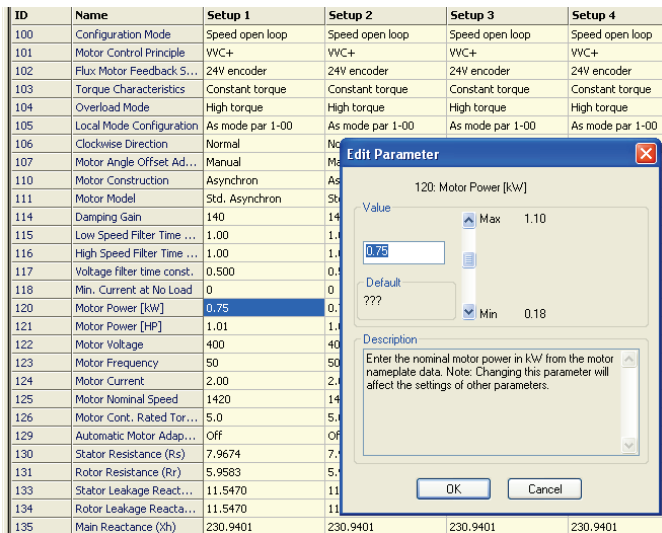 ID Name Setup 1 Setup 2 Setup 3 Setup 4
100 Configuration Mode Speed open loop Speed open loop Speed open loop Speed open loop
101 Motor Control Principle VVC+ VVC+ VVC+ VVC+
102 Flux Motor Feedback S... 24V encoder 24V encoder 24V encoder 24V encoder
103 Torque Characteristics Constant torque Constant torque Constant torque Constant torque
104 Overload Mode High torque High torque High torque High torque
105 Local Mode Configuration As mode par 1-00 As mode par 1-00 As mode par 1-00 As mode par 1-00
106 Clockwise Direction Normal
107 Motor Angle Offset Ad... Manual
110 Motor Construction Asynchron
111 Motor Model Std. Asynchron
114 Damping Gain 140
115 Low Speed Filter Time ... 1.00
116 High Speed Filter Time ... 1.00
117 Voltage filter time const. 0.500
118 Min. Current at No Load 0 0
120 Motor Power [kW] 0.75
121 Motor Power [HP] 1.01
122 Motor Voltage 400
123 Motor Frequency 50 50
124 Motor Current 2.00
125 Motor Nominal Speed 1420
126 Motor Cont. Rated Tor... 5.0
129 Automatic Motor Adap... Off
130 Stator Resistance (Rs) 7.9674
131 Rotor Resistance (Rr) 5.9583
133 Stator Leakage React... 11.5470
134 Rotor Leakage Reacta... 11.5470
135 Main Reactance (Xh) 230.9401 230.9401 230.9401 230.9401
Edit Parameter
120: Motor Power [kW]
Value
Max 1.10
0.75
Default
???
Min 0.18
Description
Enter the nominal motor power in kW from the motor
nameplate data. Note: Changing this parameter will
affect the settings of other parameters.
OK Cancel